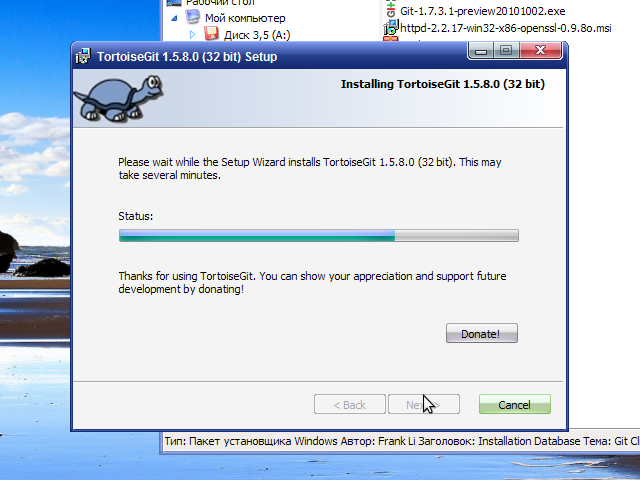 Рабочий стол
Мой компьютер
Диск 3,5 (A:)
Git-1.7.3.1-preview20101002.exe
httpd-2.2.17-win32-x86-openssl-0.9.8o.msi
TortoiseGit 1.5.8.0 (32 bit) Setup
Installing TortoiseGit 1.5.8.0 (32 bit)
Please wait while the Setup Wizard installs TortoiseGit 1.5.8.0 (32 bit). This may
take several minutes.
Status:
Thanks for using TortoiseGit. You can show your appreciation and support future
development by donating!
Donate!
< Back
Next >
Cancel
Тип: Пакет установщика Windows Автор: Frank Li Заголовок: Installation Database Тема: Git Cl